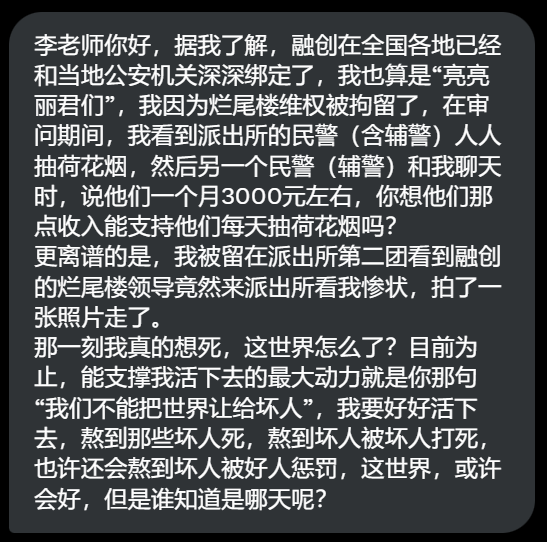 李老师你好，据我了解，融创在全国各地已经
和当地公安机关深深绑定了，我也算是“亮亮
丽君们”，我因为烂尾楼维权被拘留了，在审
问期间，我看到派出所的民警（含辅警）人人
抽荷花烟，然后另一个民警（辅警）和我聊天
时，说他们一个月3000元左右，你想他们那
点收入能支持他们每天抽荷花烟吗？
更离谱的是，我被留在派出所第二团看到融创
的烂尾楼领导竟然来派出所看我惨状，拍了一
张照片走了。
那一刻我真的想死，这世界怎么了？目前为
止，能支撑我活下去的最大动力就是你那句
“我们不能把世界让给坏人”，我要好好活下
去，熬到那些坏人死，熬到坏人被坏人打死，
也许还会熬到坏人被好人惩罚，这世界，或许
会好，但是谁知道是哪天呢？